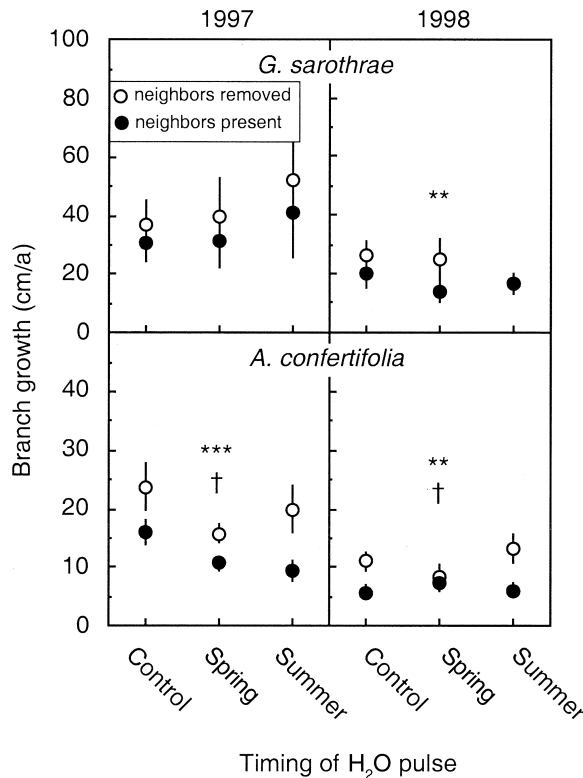 1997 1998
G. sarothrae
neighbors removed
neighbors present
100
80
60
40
20
0
**
Branch growth (cm/a)
A. confertifolia
40
30
20
10
0
***
†
**
†
Control Spring Summer Control Spring Summer
Timing of H₂O pulse